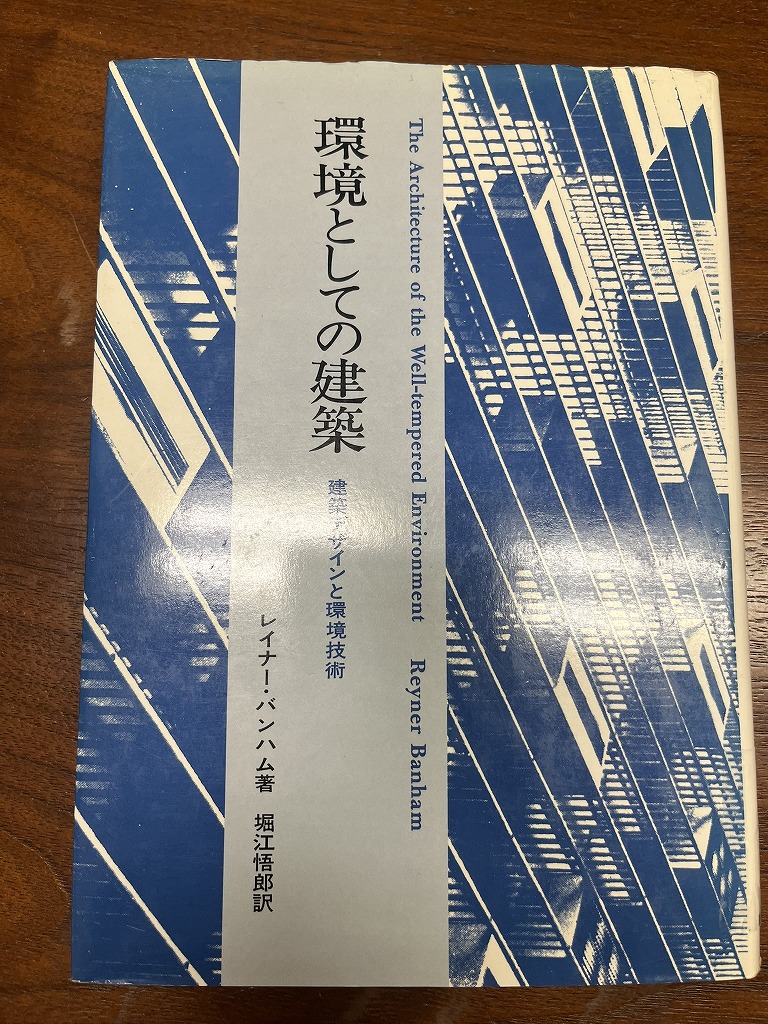 環境としての建築
建築デザインと環境技術
レイナー・バンハム著 堀江悟郎訳
The Architecture of the Well-tempered Environment Reyner Banham